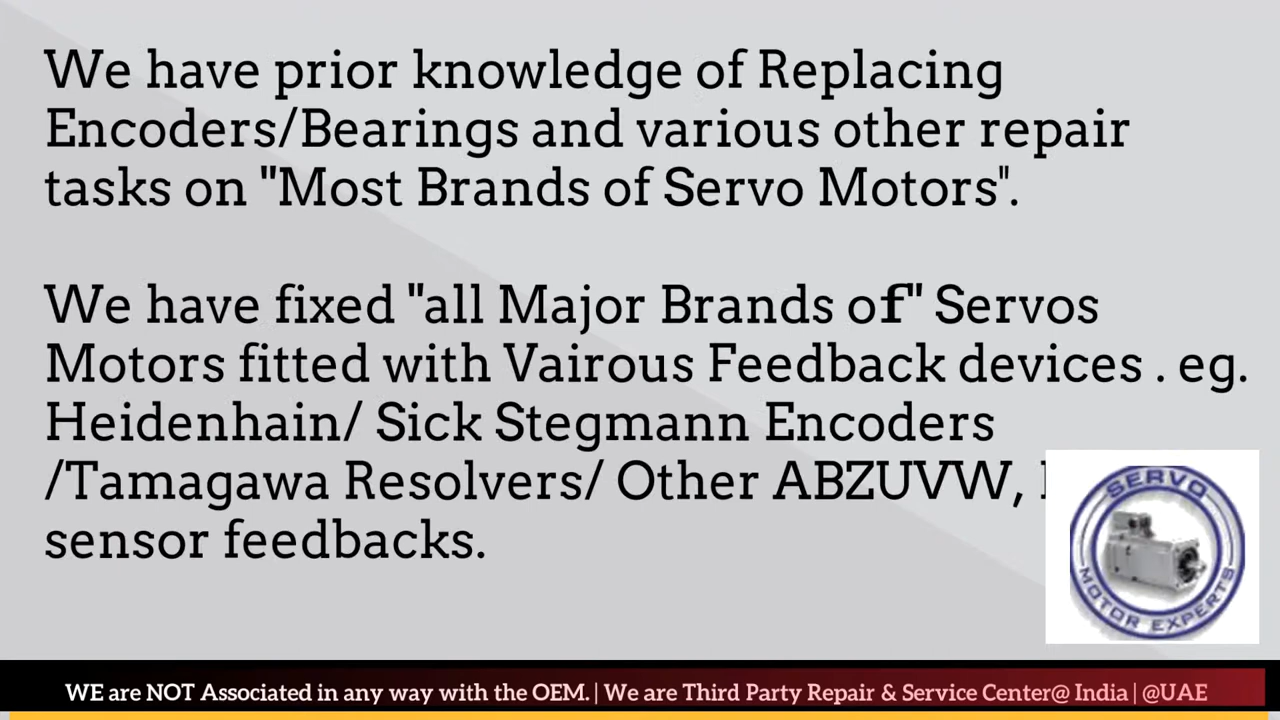 We have prior knowledge of Replacing
Encoders/Bearings and various other repair
tasks on "Most Brands of Servo Motors".
We have fixed "all Major Brands of" Servos
Motors fitted with Vairous Feedback devices . eg.
Heidenhain/ Sick Stegmann Encoders
/Tamagawa Resolvers/ Other ABZUVW,
sensor feedbacks.
SERVO
MOTOR EXPERTS
WE are NOT Associated in any way with the OEM. | We are Third Party Repair & Service Center@ India | @UAE